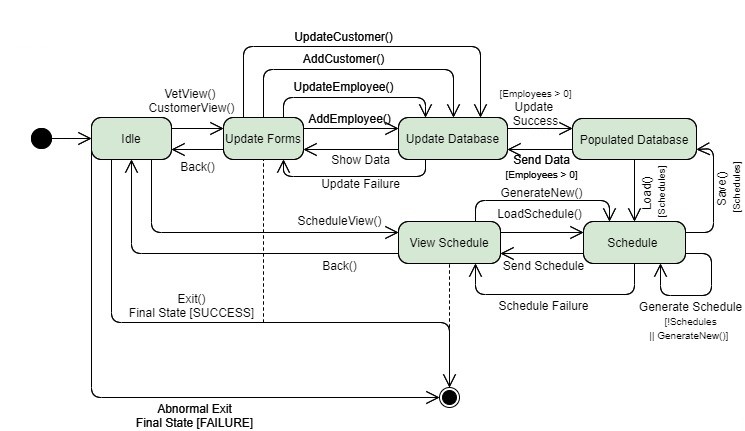 UpdateCustomer()
AddCustomer()
UpdateEmployee()
AddEmployee()
VetView()
CustomerView()
[Employees > 0]
Update
Success
Idle
Update Forms
Update Database
Populated Database
Back()
Show Data
Send Data
[Employees > 0]
Update Failure
Load()
[Schedules]
Save()
[Schedules]
GenerateNew()
ScheduleView()
LoadSchedule()
View Schedule
Schedule
Back()
Send Schedule
Exit()
Final State [SUCCESS]
Schedule Failure
Generate Schedule
[!Schedules
|| GenerateNew()]
Abnormal Exit
Final State [FAILURE]